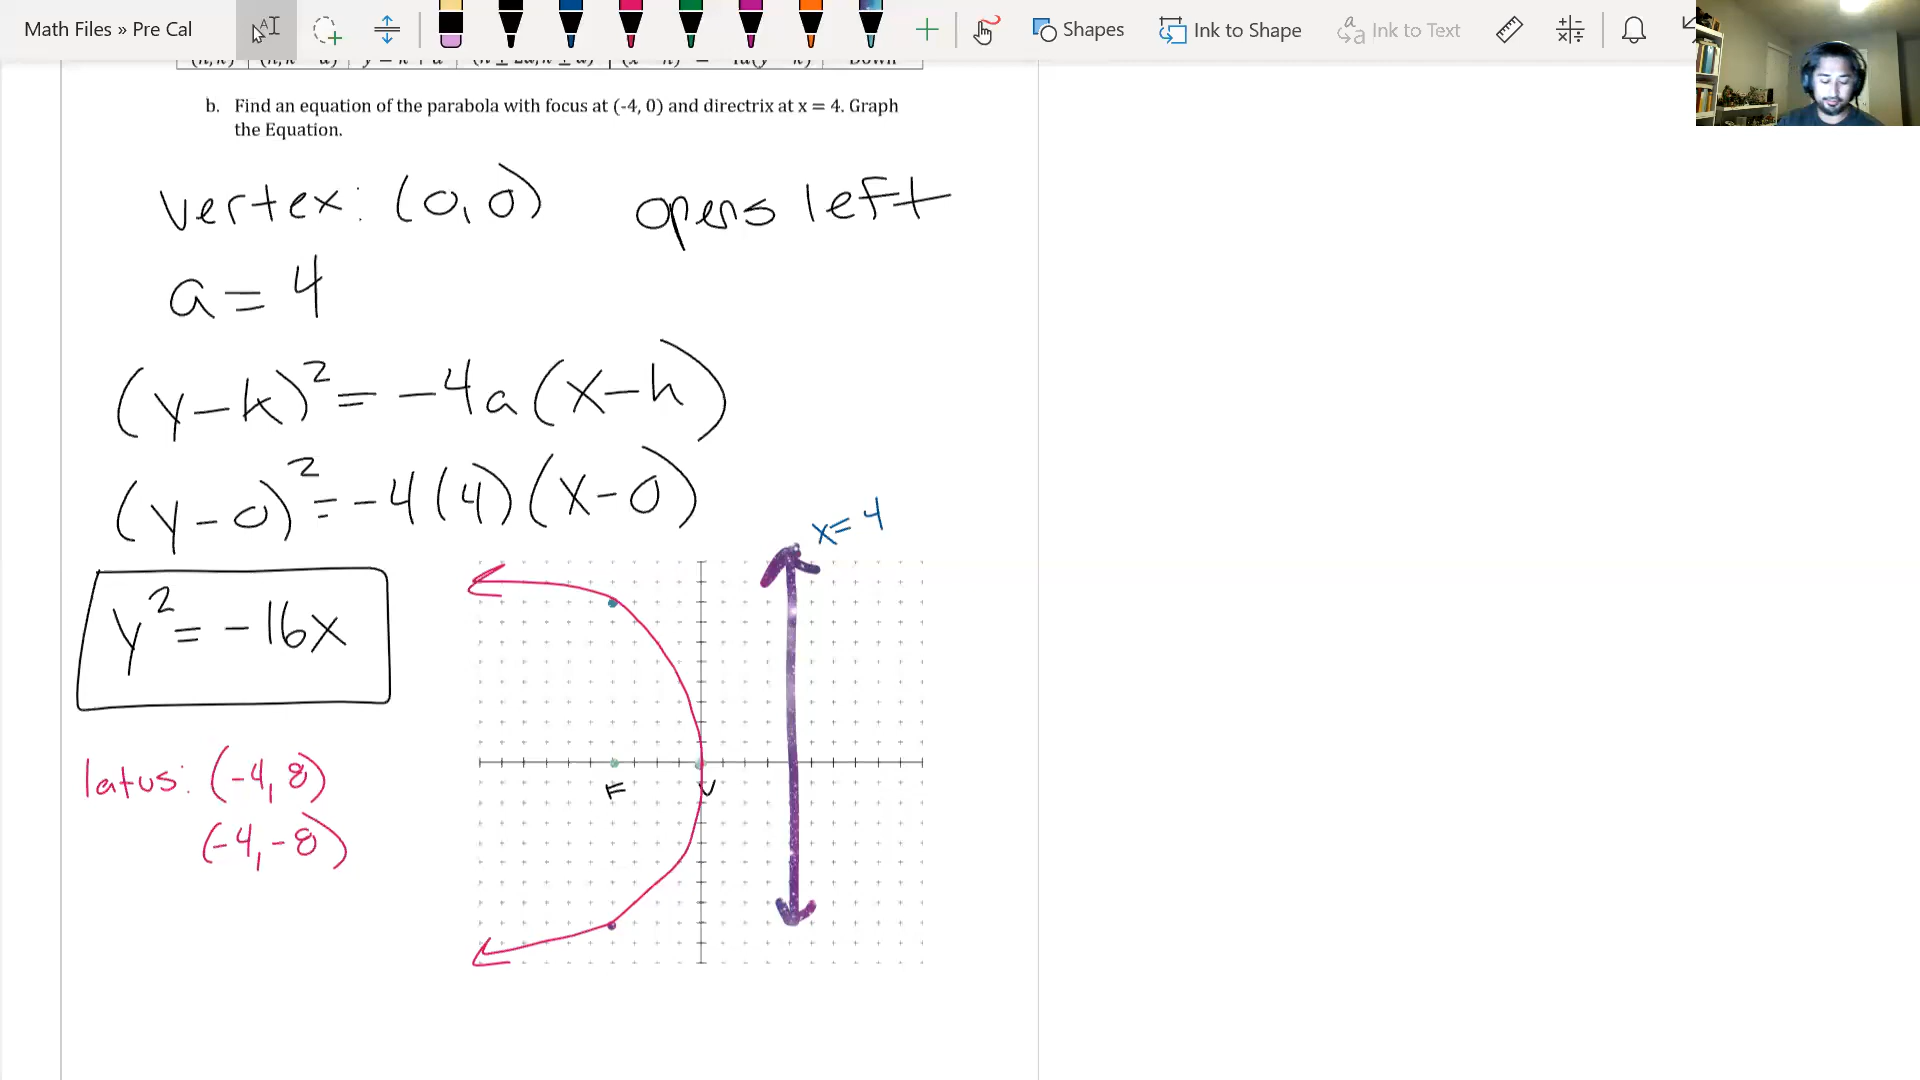 Math Files » Pre Cal
Shapes
Ink to Shape
Ink to Text
b. Find an equation of the parabola with focus at (-4, 0) and directrix at x = 4. Graph
the Equation.
vertex: (0,0) opens left
a = 4
(y-k)² = -4a(x-h)
(y-0)² = -4(4)(x-0)
x = 4
y² = -16x
F
V
latus: (-4, 8)
(-4, -8)